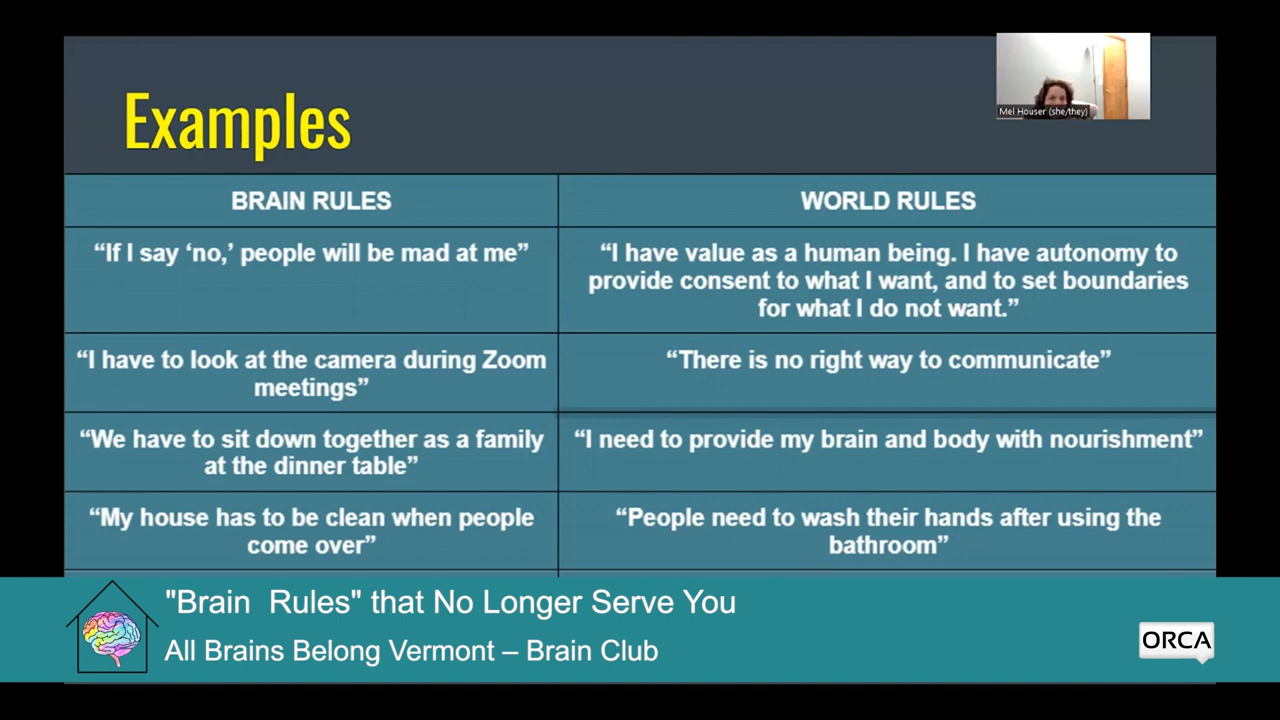 Examples
Mel Houser (she/they)
BRAIN RULES
WORLD RULES
“If I say ‘no,’ people will be mad at me”
“I have value as a human being. I have autonomy to
provide consent to what I want, and to set boundaries
for what I do not want.”
“I have to look at the camera during Zoom
meetings”
“There is no right way to communicate”
“We have to sit down together as a family
at the dinner table”
“I need to provide my brain and body with nourishment”
“My house has to be clean when people
come over”
“People need to wash their hands after using the
bathroom”
"Brain  Rules" that No Longer Serve You
All Brains Belong Vermont – Brain Club
ORCA